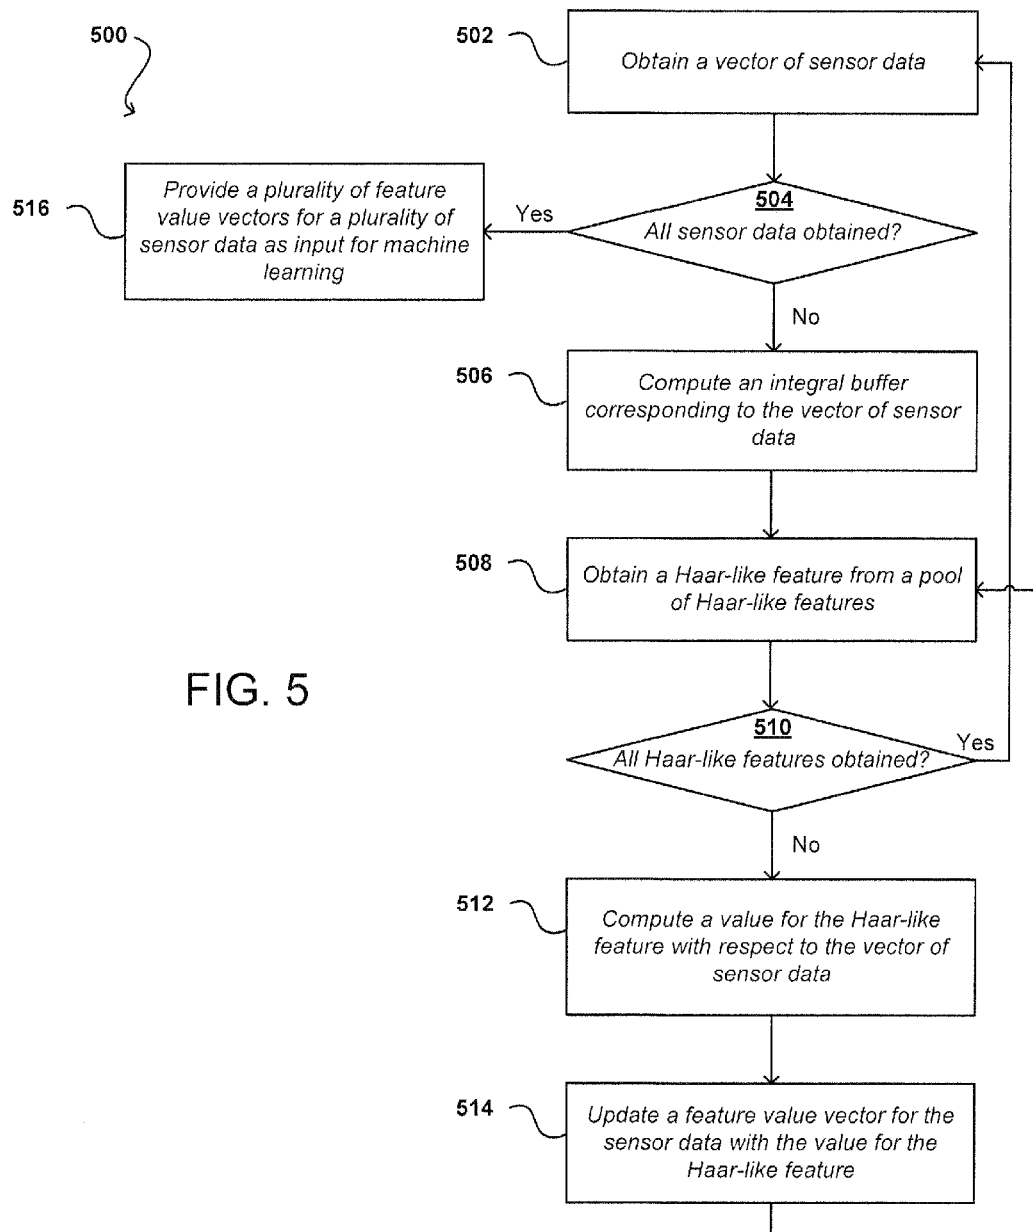 500
502
Obtain a vector of sensor data
516
Provide a plurality of feature
value vectors for a plurality of
sensor data as input for machine
learning
Yes
504
All sensor data obtained?
No
506
Compute an integral buffer
corresponding to the vector of sensor
data
508
Obtain a Haar-like feature from a pool
of Haar-like features
FIG. 5
510
All Haar-like features obtained?
Yes
No
512
Compute a value for the Haar-like
feature with respect to the vector of
sensor data
514
Update a feature value vector for the
sensor data with the value for the
Haar-like feature